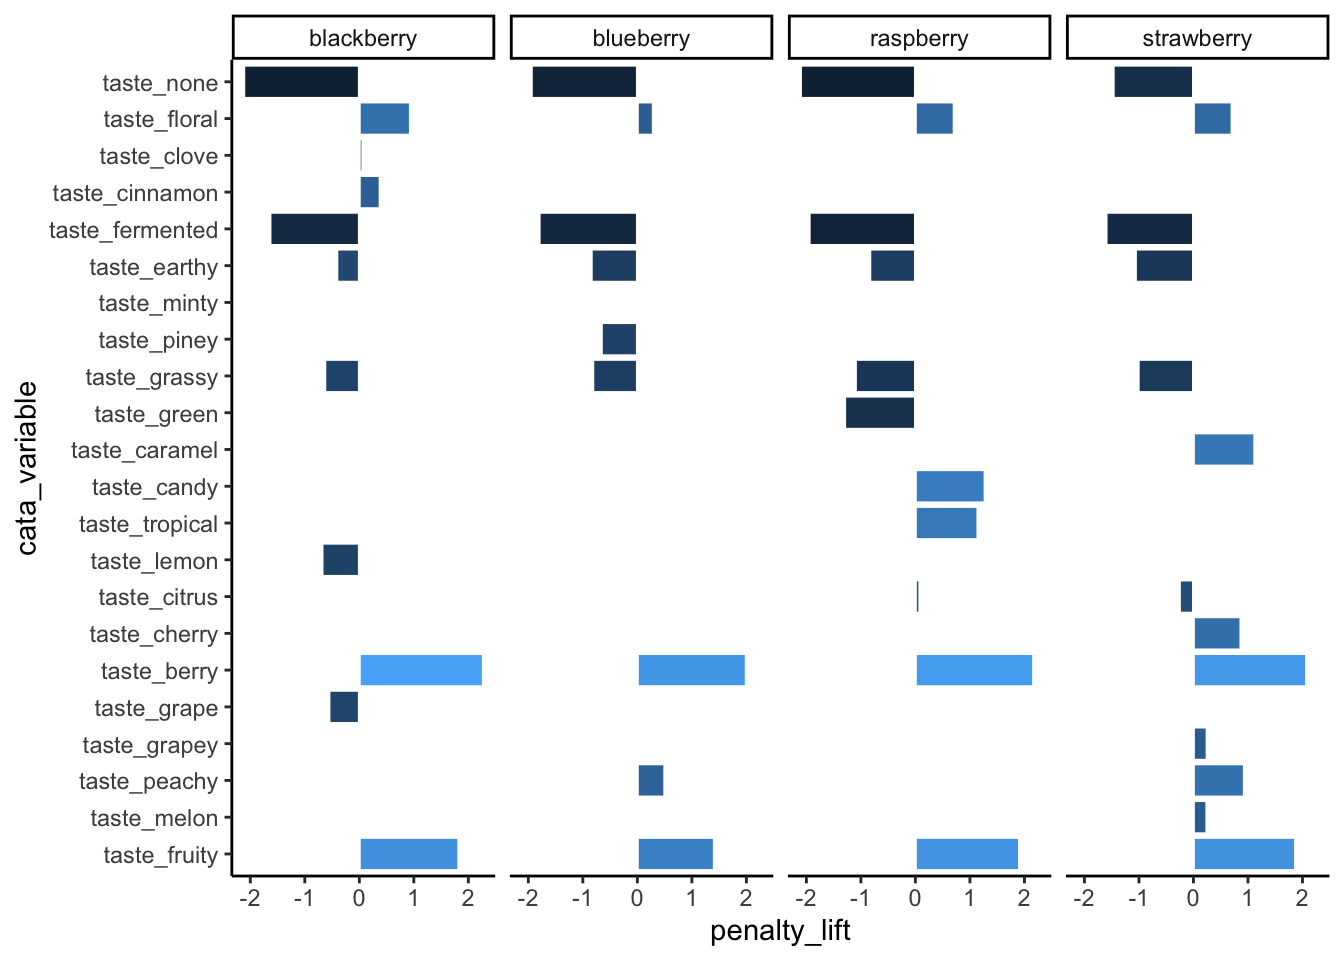 blackberry blueberry raspberry strawberry
taste_none
taste_floral
taste_clove
taste_cinnamon
taste_fermented
taste_earthy
taste_minty
taste_piney
taste_grassy
taste_green
taste_caramel
taste_candy
taste_tropical
taste_lemon
taste_citrus
taste_cherry
taste_berry
taste_grape
taste_grapey
taste_peachy
taste_melon
taste_fruity
cata_variable
-2 -1 0 1 2 -2 -1 0 1 2 -2 -1 0 1 2 -2 -1 0 1 2
penalty_lift